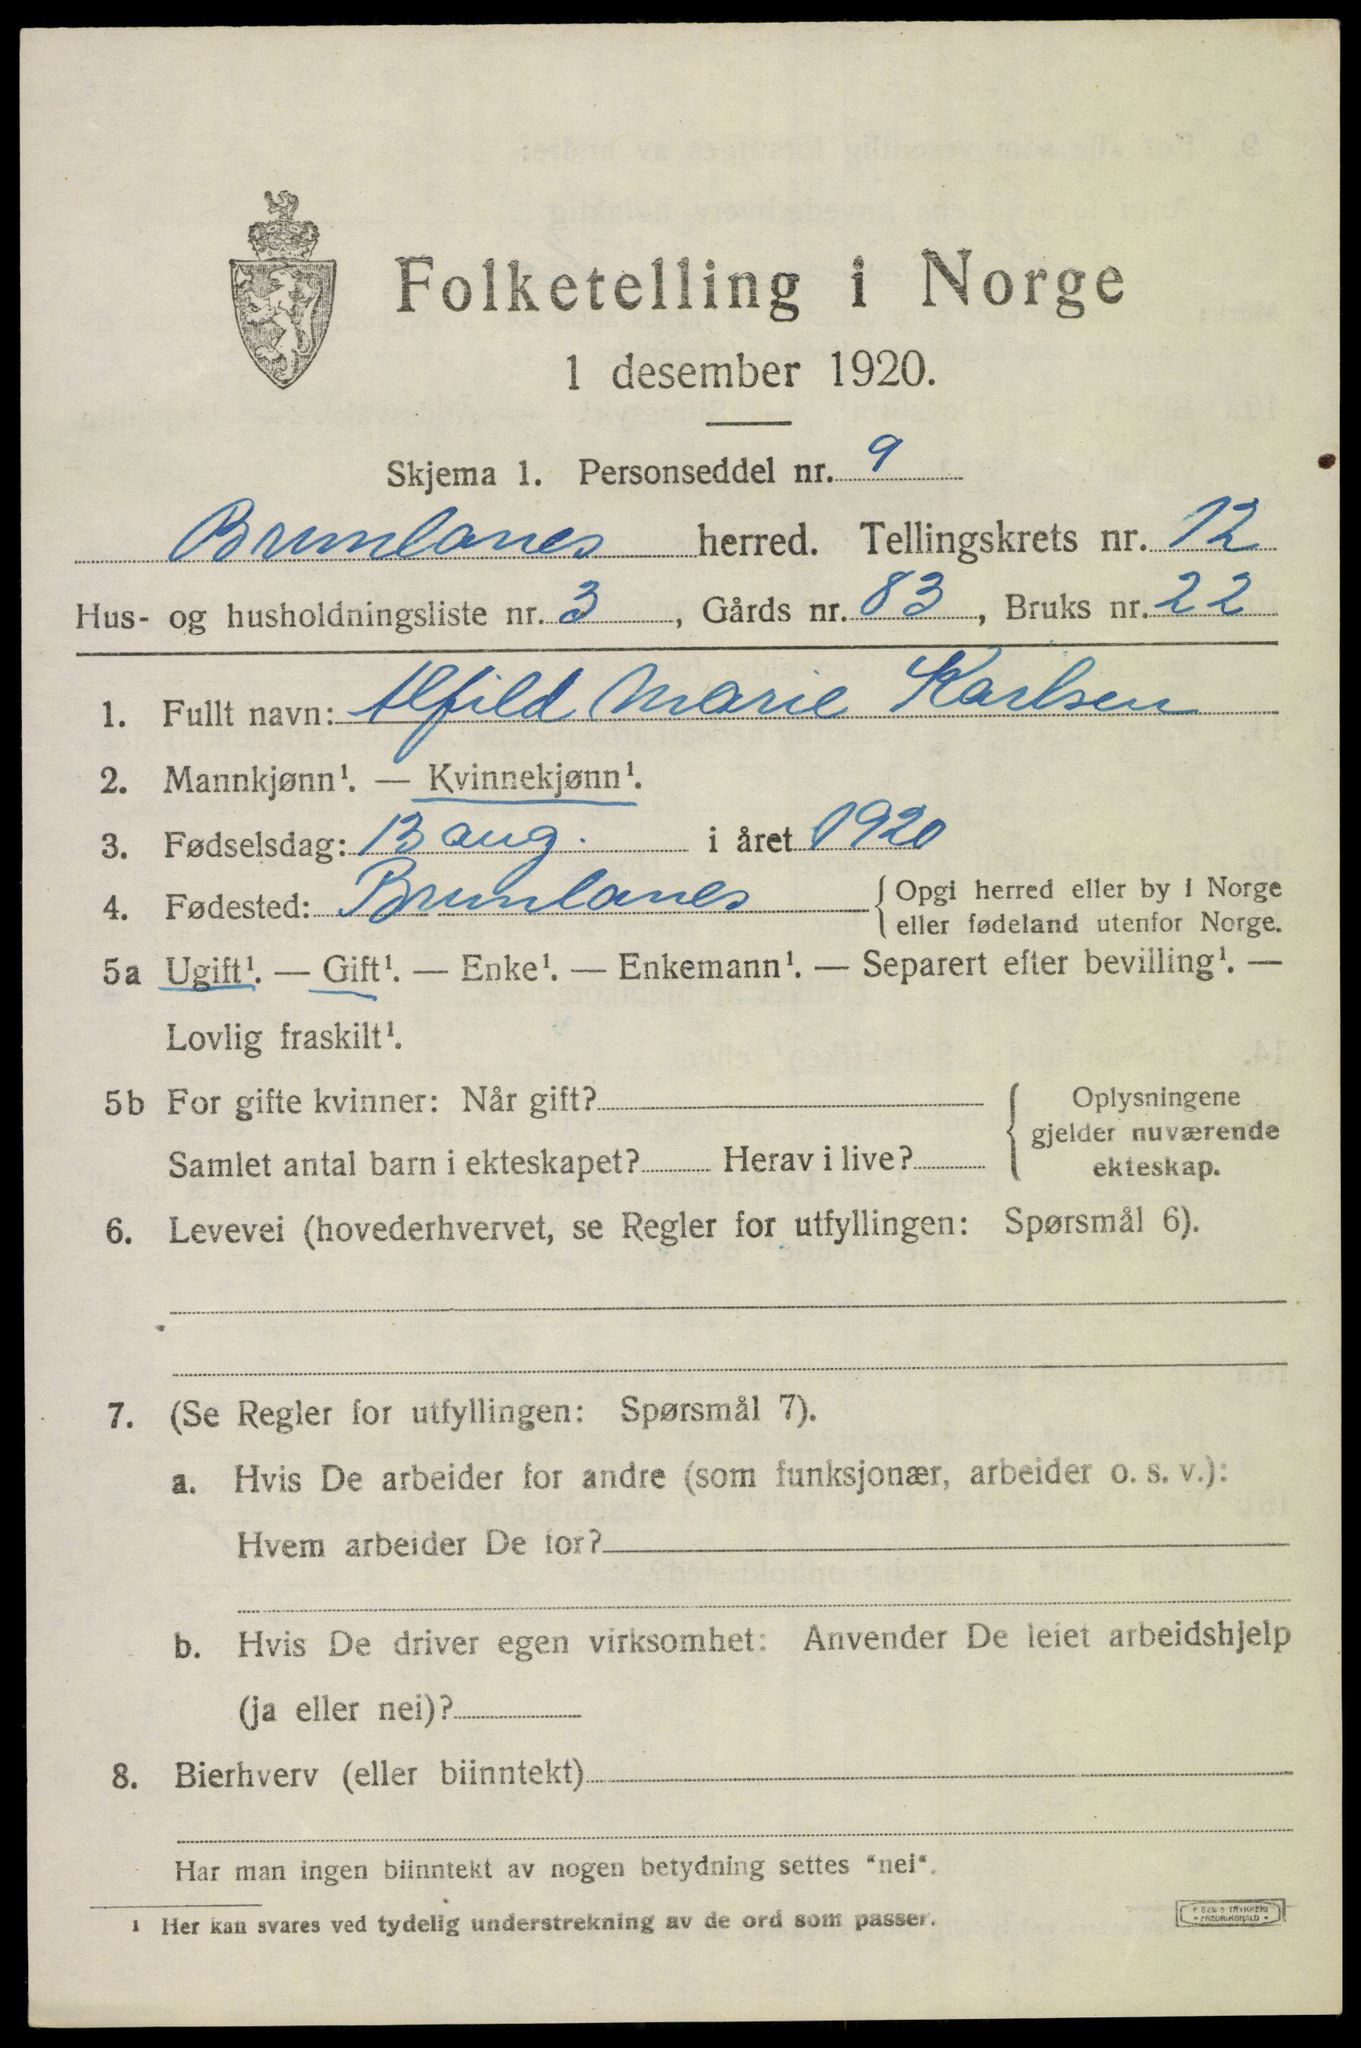 Folketelling i Norge
1 desember 1920.
Skjema 1. Personseddel nr. 9
Brunlanes herred. Tellingskrets nr. 12
Hus- og husholdningsliste nr. 3, Gårds nr. 83, Bruks nr. 22
1. Fullt navn: Alfild Marie Karlsen
2. Mannkjønn¹. — Kvinnekjønn¹.
3. Fødselsdag: 13 aug. i året 1920
4. Fødested: Brunlanes { Opgi herred eller by i Norge
eller fødeland utenfor Norge.
5a Ugift¹. — Gift¹. — Enke¹. — Enkemann¹. — Separert efter bevilling¹. —
Lovlig fraskilt¹.
5b For gifte kvinner: Når gift? { Oplysningene
gjelder nuværende
Samlet antal barn i ekteskapet? Herav i live? ekteskap.
6. Levevei (hovederhvervet, se Regler for utfyllingen: Spørsmål 6).
7. (Se Regler for utfyllingen: Spørsmål 7).
a. Hvis De arbeider for andre (som funksjonær, arbeider o. s. v.):
Hvem arbeider De for?
b. Hvis De driver egen virksomhet: Anvender De leiet arbeidshjelp
(ja eller nei)?
8. Bierhverv (eller biinntekt)
Har man ingen biinntekt av nogen betydning settes "nei".
¹ Her kan svares ved tydelig understrekning av de ord som passer.
TRYKKERI
FREDRIKSHALD